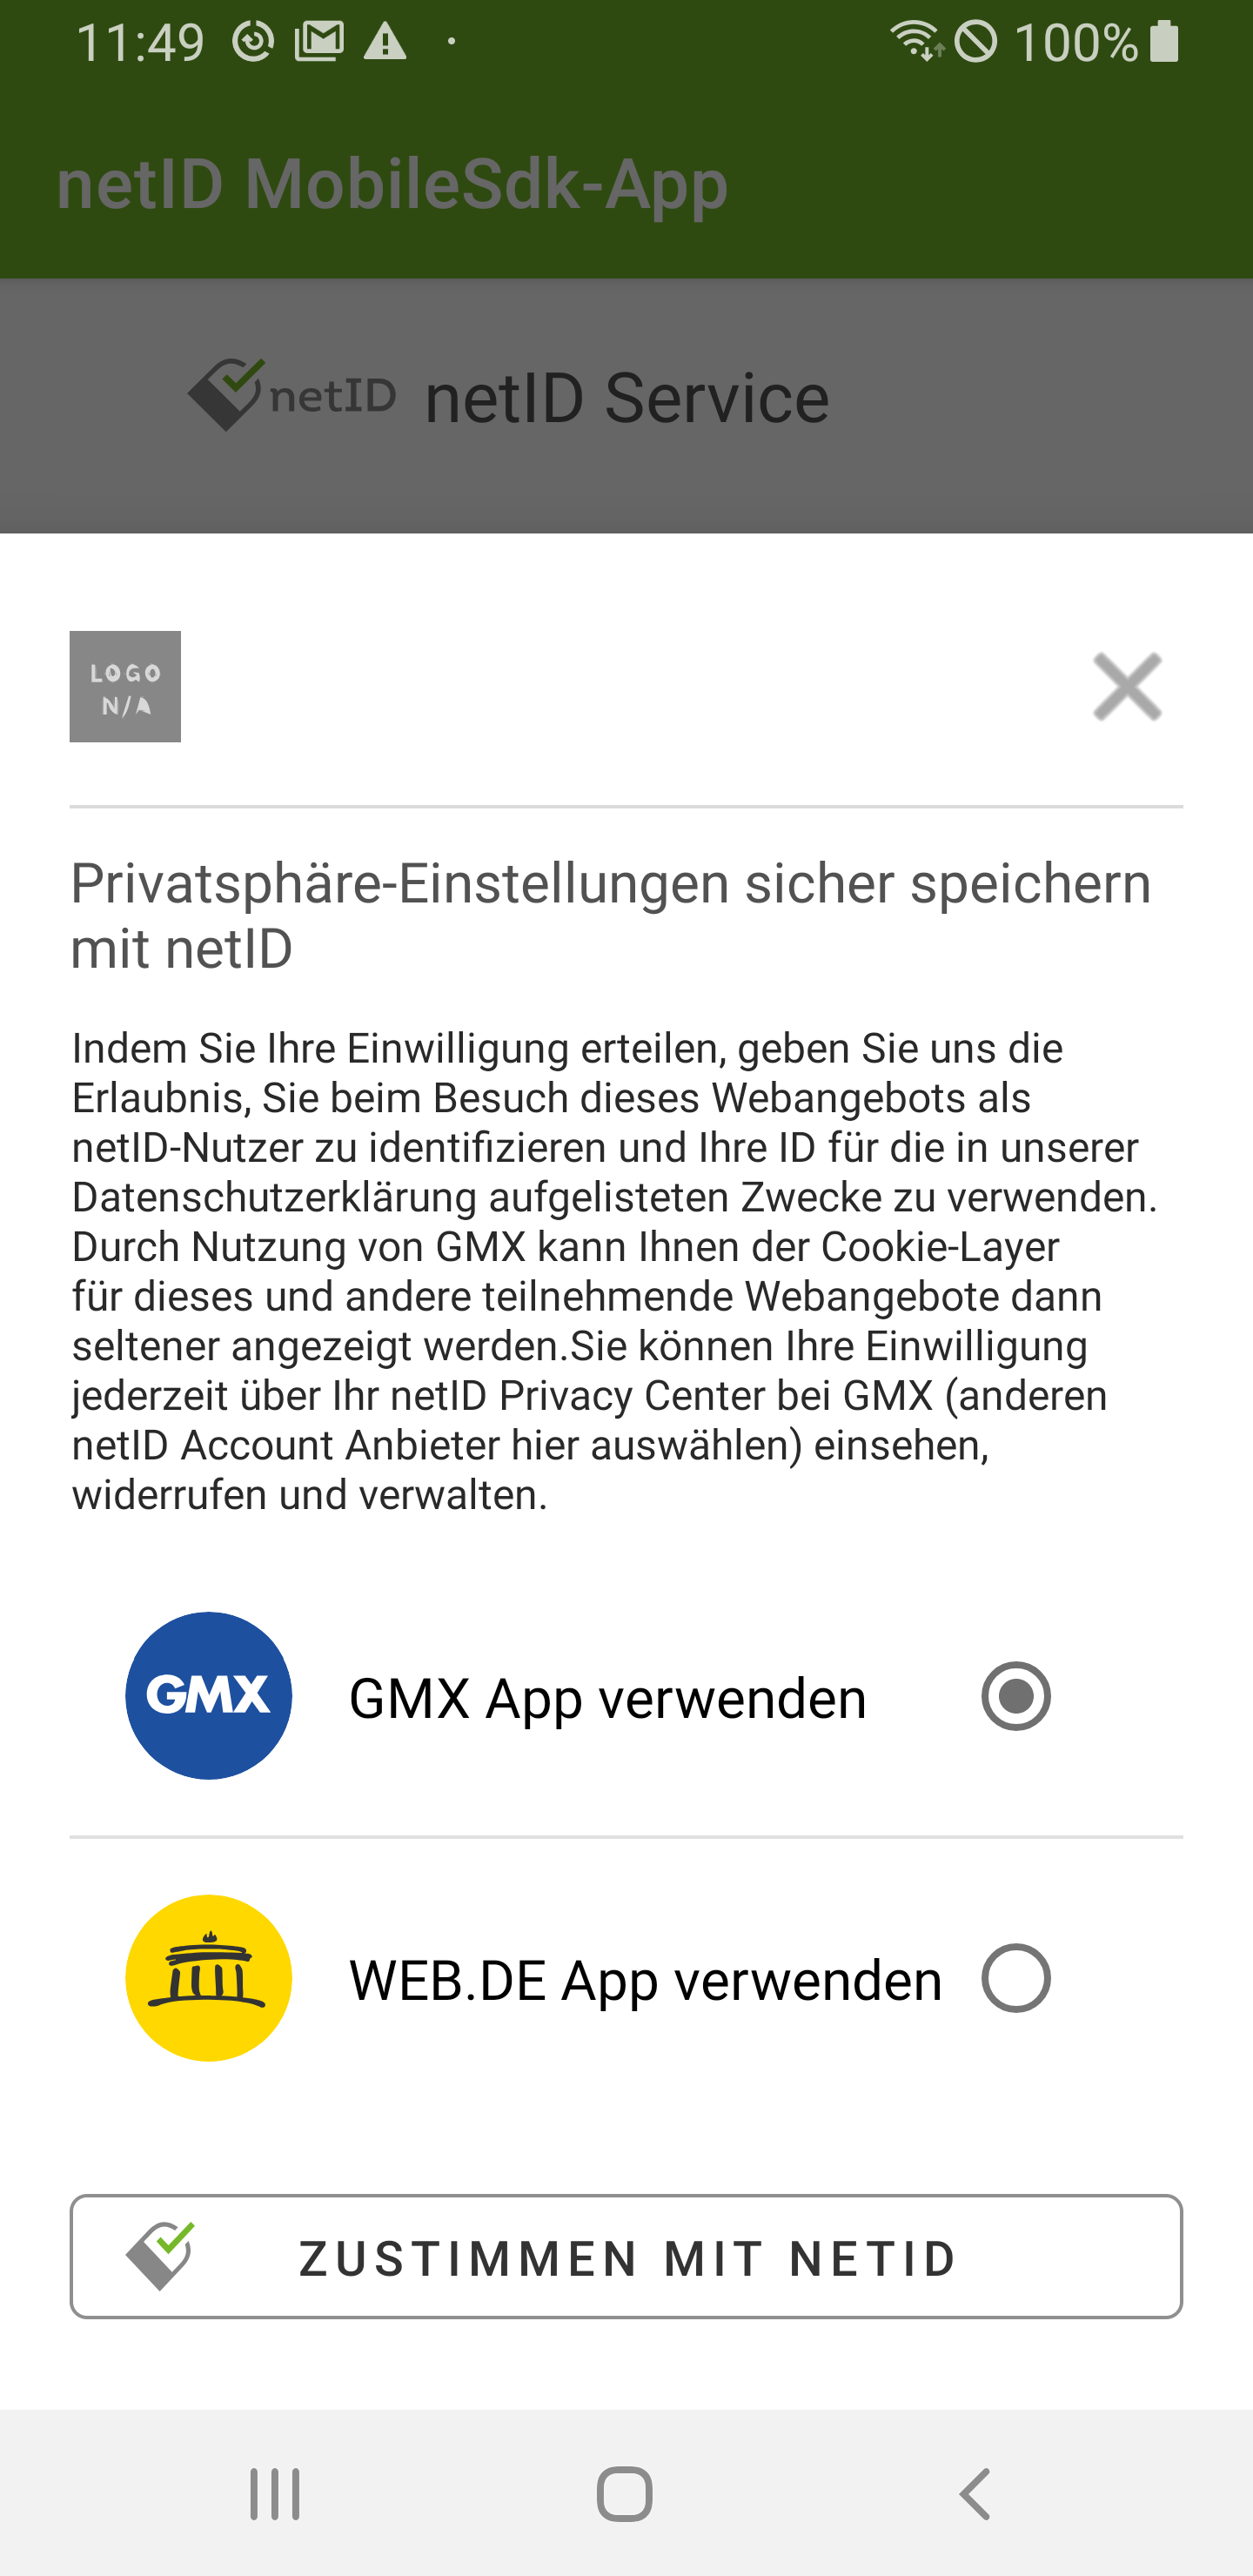 11:49 100%
netID MobileSdk-App
netID netID Service
LOGO
N/A
Privatsphäre-Einstellungen sicher speichern
mit netID
Indem Sie Ihre Einwilligung erteilen, geben Sie uns die
Erlaubnis, Sie beim Besuch dieses Webangebots als
netID-Nutzer zu identifizieren und Ihre ID für die in unserer
Datenschutzerklärung aufgelisteten Zwecke zu verwenden.
Durch Nutzung von GMX kann Ihnen der Cookie-Layer
für dieses und andere teilnehmende Webangebote dann
seltener angezeigt werden.Sie können Ihre Einwilligung
jederzeit über Ihr netID Privacy Center bei GMX (anderen
netID Account Anbieter hier auswählen) einsehen,
widerrufen und verwalten.
GMX GMX App verwenden
WEB.DE App verwenden
ZUSTIMMEN MIT NETID